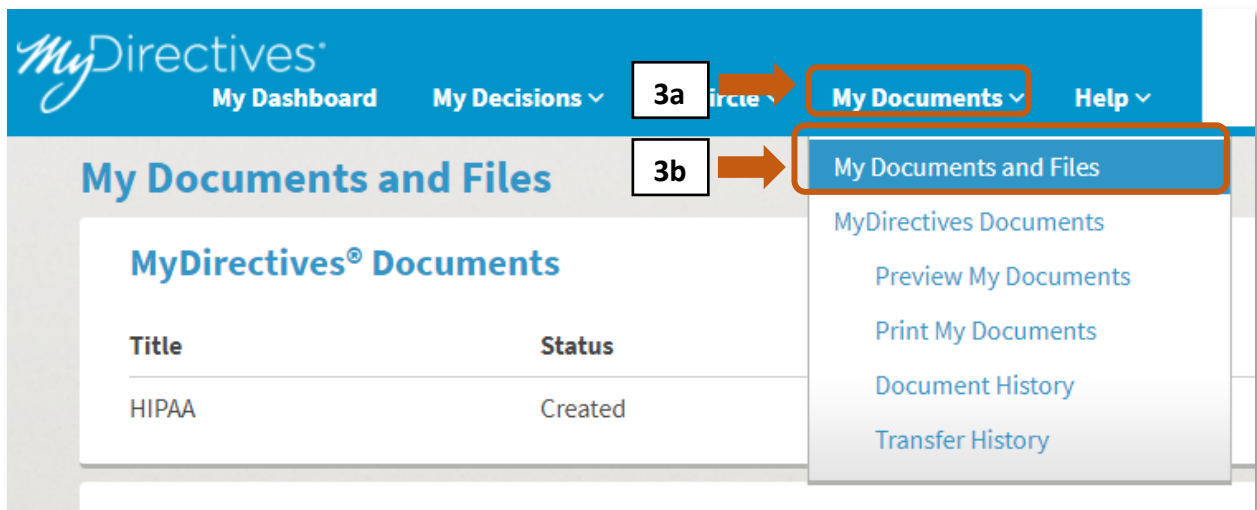 MyDirectives®
My Dashboard My Decisions 3a ircle My Documents Help
My Documents and Files 3b My Documents and Files
MyDirectives Documents
MyDirectives® Documents
Preview My Documents
Title Status Print My Documents
HIPAA Created Document History
Transfer History